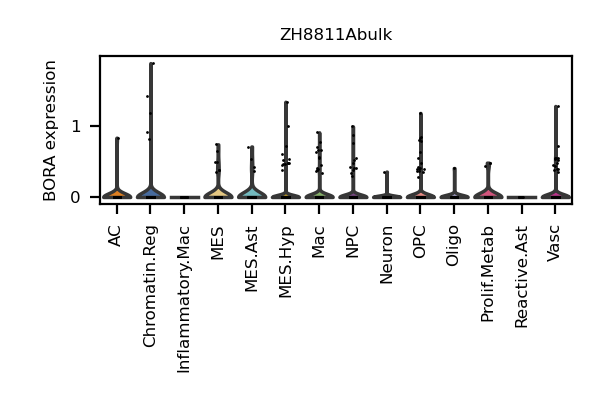 ZH8811Abulk
BORA expression
1
0
AC
Chromatin.Reg
Inflammatory.Mac
MES
MES.Ast
MES.Hyp
Mac
NPC
Neuron
OPC
Oligo
Prolif.Metab
Reactive.Ast
Vasc